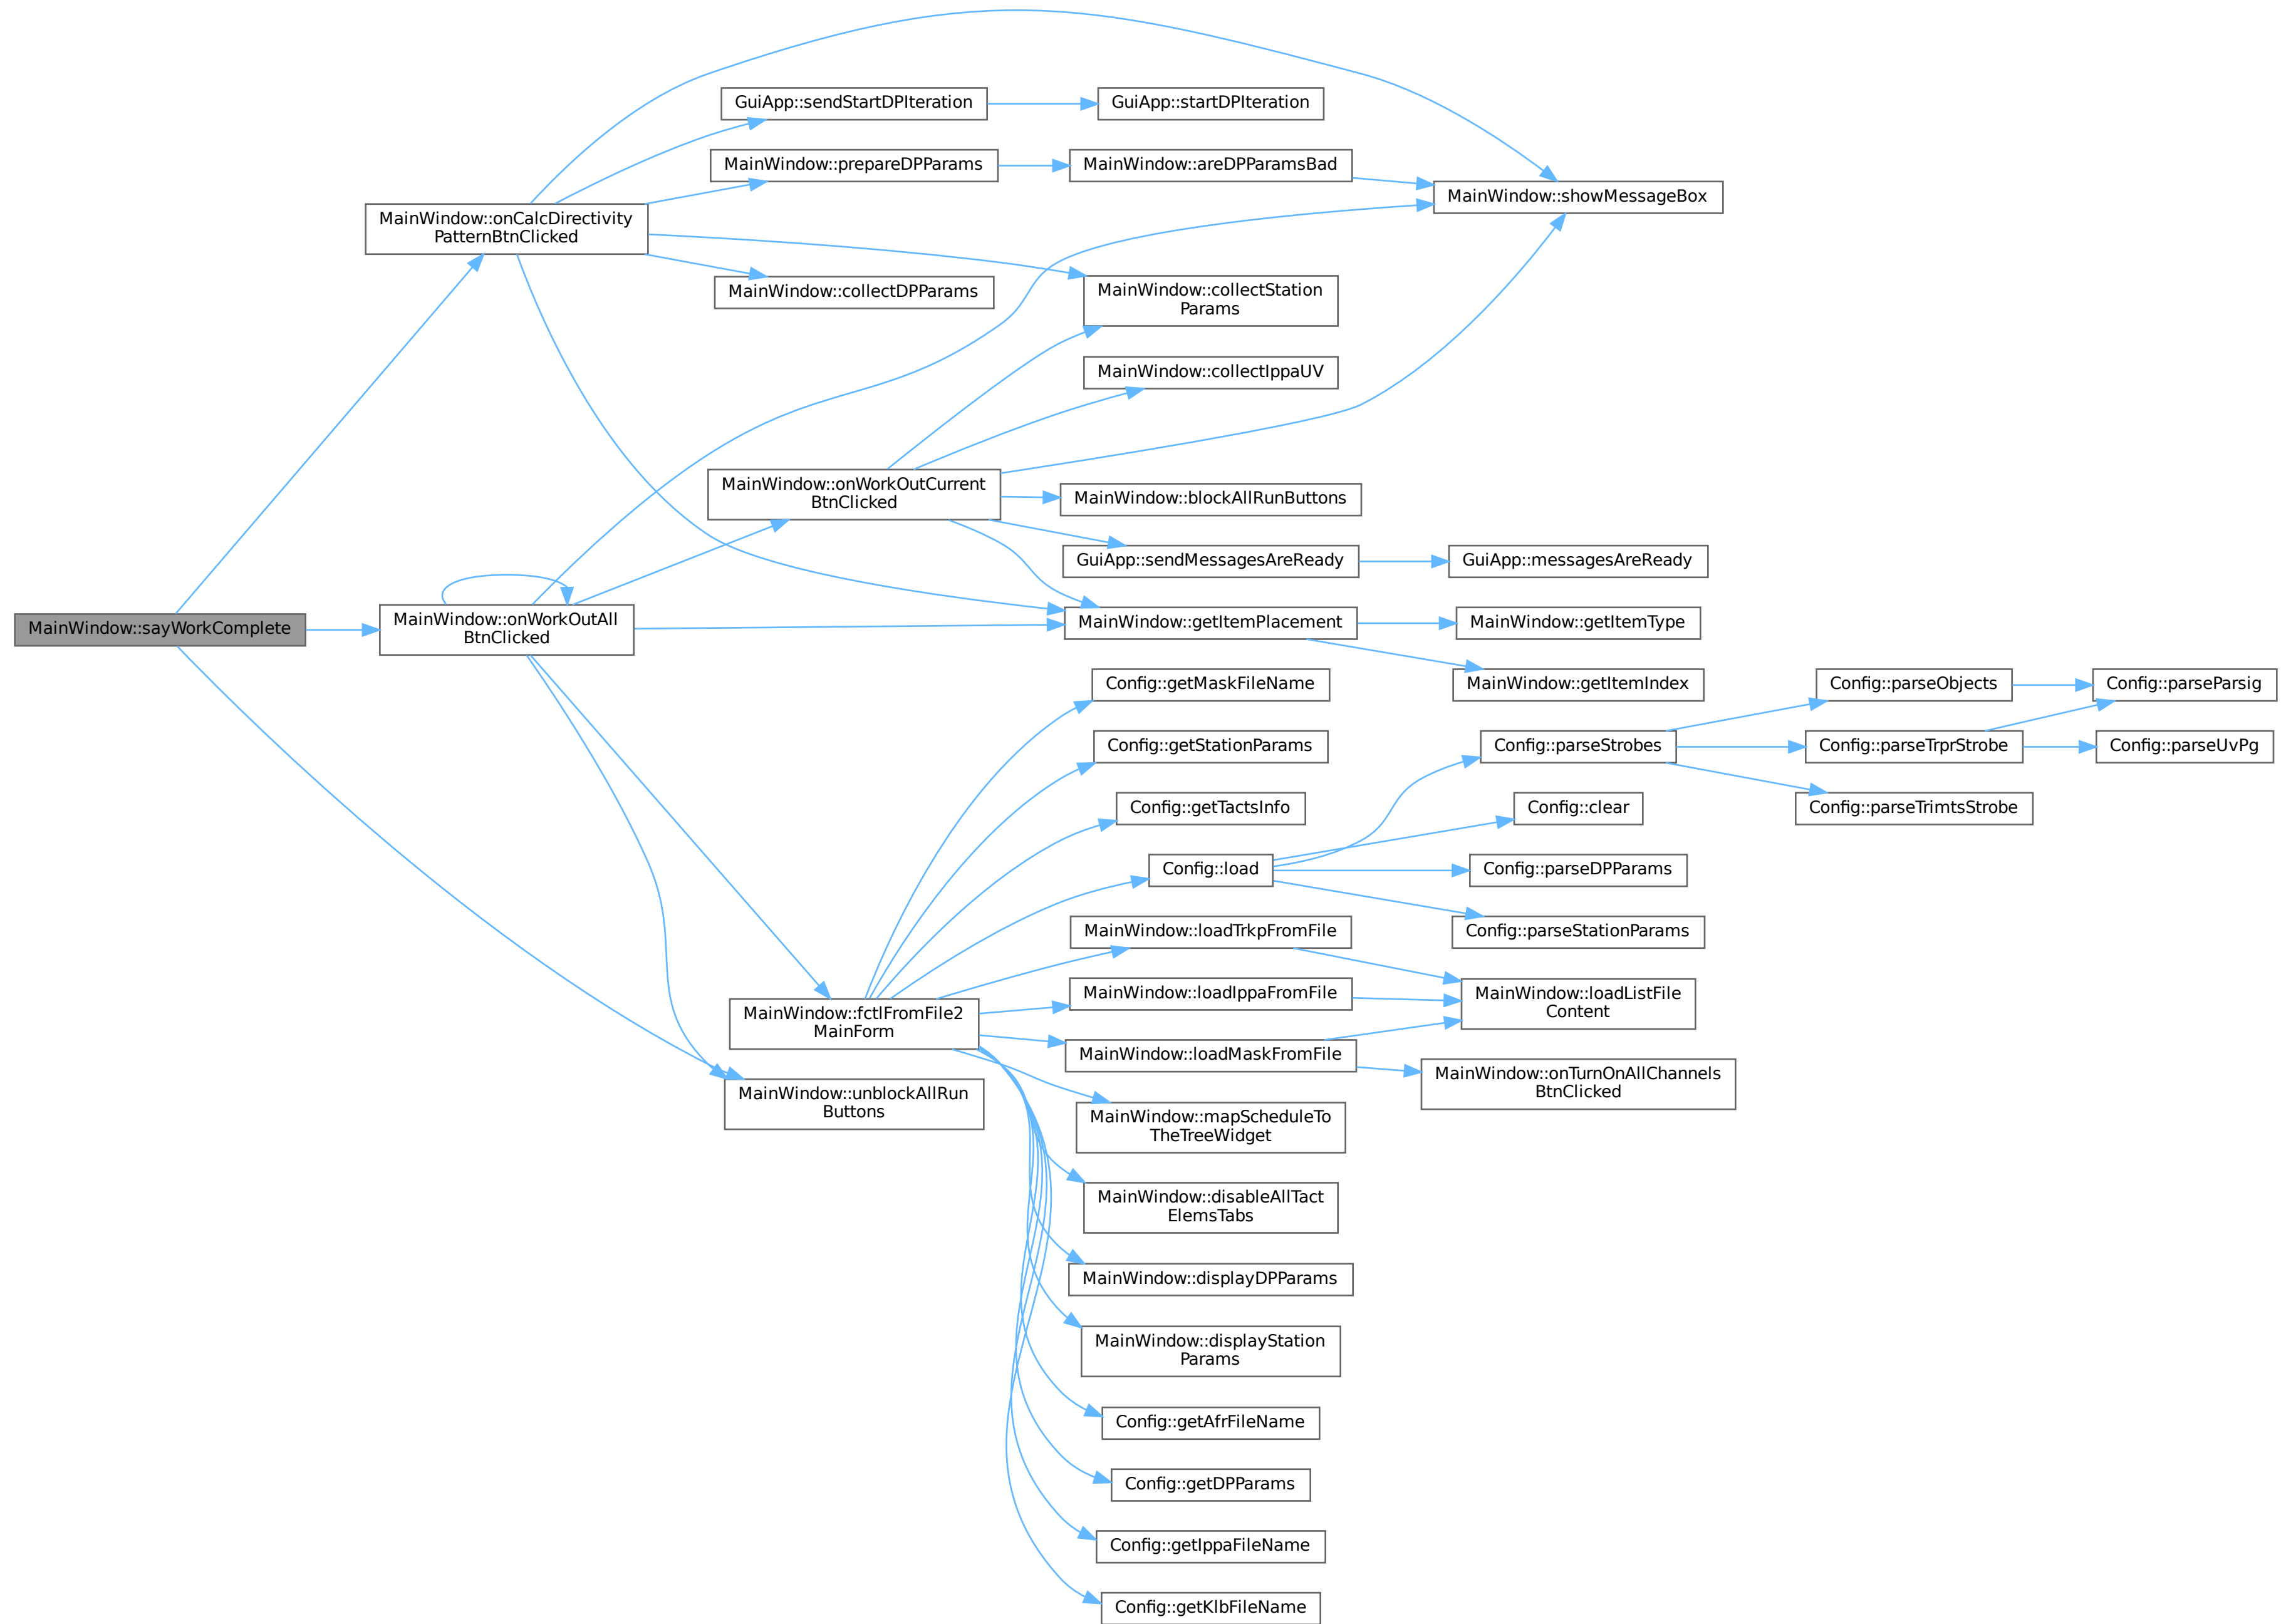 MainWindow::sayWorkComplete
MainWindow::onCalcDirectivity
PatternBtnClicked
MainWindow::onWorkOutAll
BtnClicked
GuiApp::sendStartDPIteration
MainWindow::prepareDPParams
MainWindow::collectDPParams
MainWindow::onWorkOutCurrent
BtnClicked
MainWindow::fctlFromFile2
MainForm
MainWindow::unblockAllRun
Buttons
GuiApp::startDPIteration
MainWindow::areDPParamsBad
MainWindow::collectStation
Params
MainWindow::collectIppaUV
MainWindow::blockAllRunButtons
GuiApp::sendMessagesAreReady
MainWindow::getItemPlacement
Config::getMaskFileName
Config::getStationParams
Config::getTactsInfo
Config::load
MainWindow::loadTrkpFromFile
MainWindow::loadIppaFromFile
MainWindow::loadMaskFromFile
MainWindow::mapScheduleTo
TheTreeWidget
MainWindow::disableAllTact
ElemsTabs
MainWindow::displayDPParams
MainWindow::displayStation
Params
Config::getAfrFileName
Config::getDPParams
Config::getIppaFileName
Config::getKlbFileName
MainWindow::showMessageBox
GuiApp::messagesAreReady
MainWindow::getItemType
MainWindow::getItemIndex
Config::parseStrobes
Config::clear
Config::parseDPParams
Config::parseStationParams
MainWindow::loadListFile
Content
MainWindow::onTurnOnAllChannels
BtnClicked
Config::parseObjects
Config::parseTrprStrobe
Config::parseTrimtsStrobe
Config::parseParsig
Config::parseUvPg